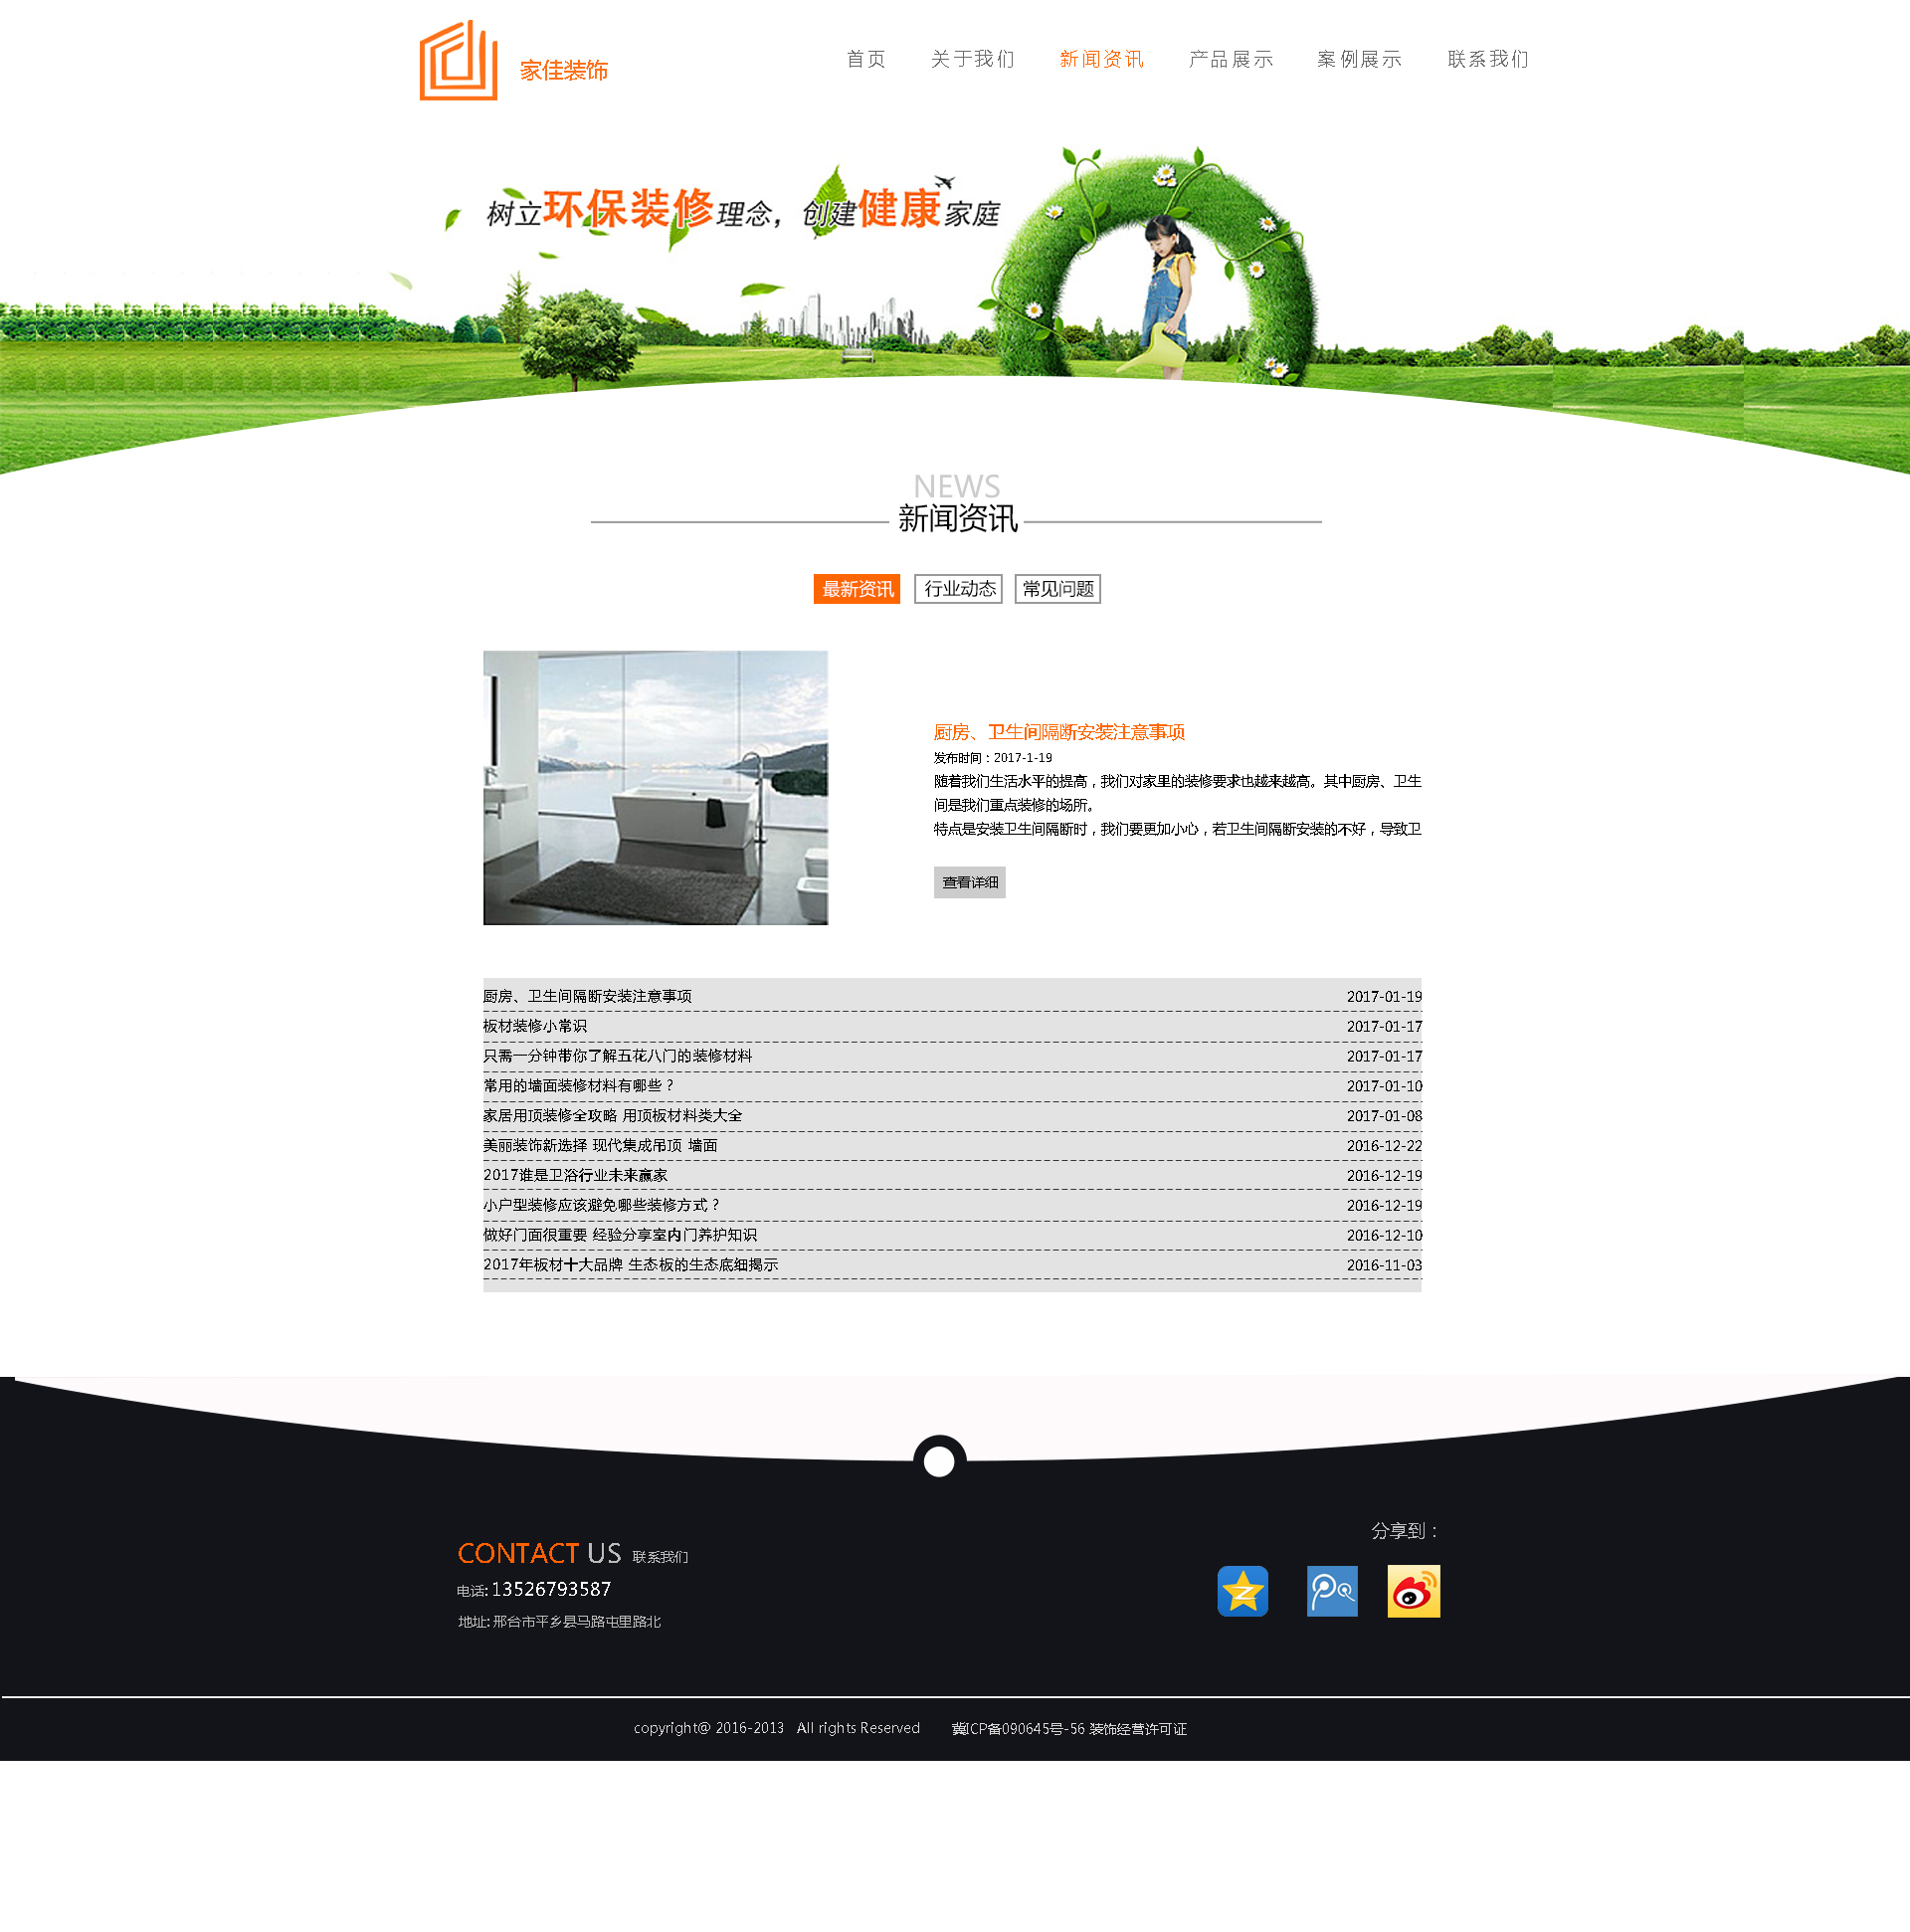 家佳装饰
首页 关于我们 新闻资讯 产品展示 案例展示 联系我们
树立环保装修理念，创建健康家庭
NEWS
新闻资讯
最新资讯 行业动态 常见问题
厨房、卫生间隔断安装注意事项
发布时间：2017-1-19
随着我们生活水平的提高，我们对家里的装修要求也越来越高。其中厨房、卫生
间是我们重点装修的场所。
特点是安装卫生间隔断时，我们要更加小心，若卫生间隔断安装的不好，导致卫
查看详细
厨房、卫生间隔断安装注意事项 2017-01-19
板材装修小常识 2017-01-17
只需一分钟带你了解五花八门的装修材料 2017-01-17
常用的墙面装修材料有哪些？ 2017-01-10
家居用顶装修全攻略 用顶板材料类大全 2017-01-08
美丽装饰新选择 现代集成吊顶 墙面 2016-12-22
2017谁是卫浴行业未来赢家 2016-12-19
小户型装修应该避免哪些装修方式？ 2016-12-19
做好门面很重要 经验分享室内门养护知识 2016-12-10
2017年板材十大品牌 生态板的生态底细揭示 2016-11-03
分享到：
CONTACT US 联系我们
电话: 13526793587
地址: 邢台市平乡县马路屯里路北
copyright@ 2016-2013 All rights Reserved 冀ICP备090645号-56 装饰经营许可证